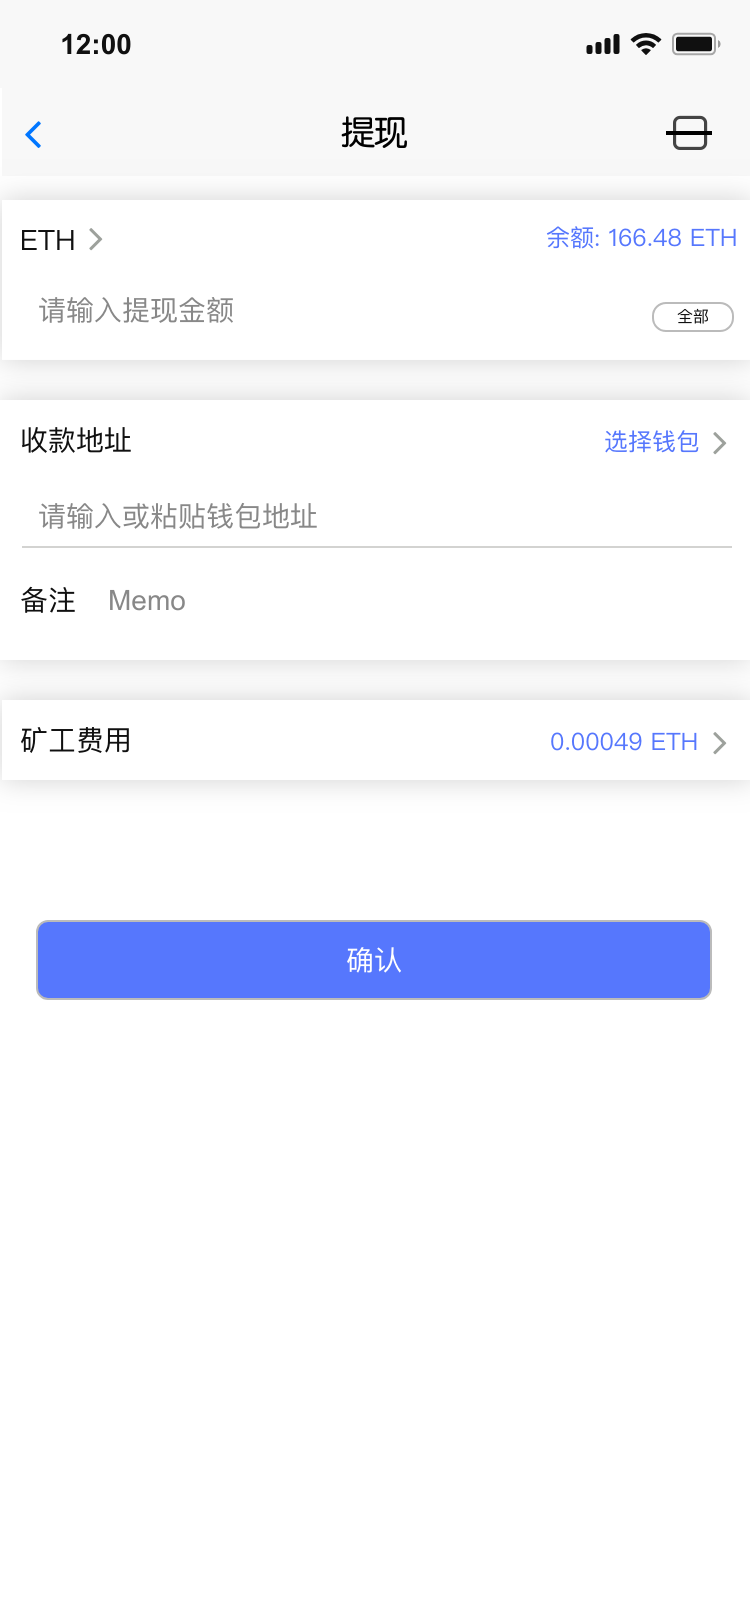 12:00
提现
ETH
余额: 166.48 ETH
请输入提现金额
全部
收款地址
选择钱包
请输入或粘贴钱包地址
备注 Memo
矿工费用
0.00049 ETH
确认